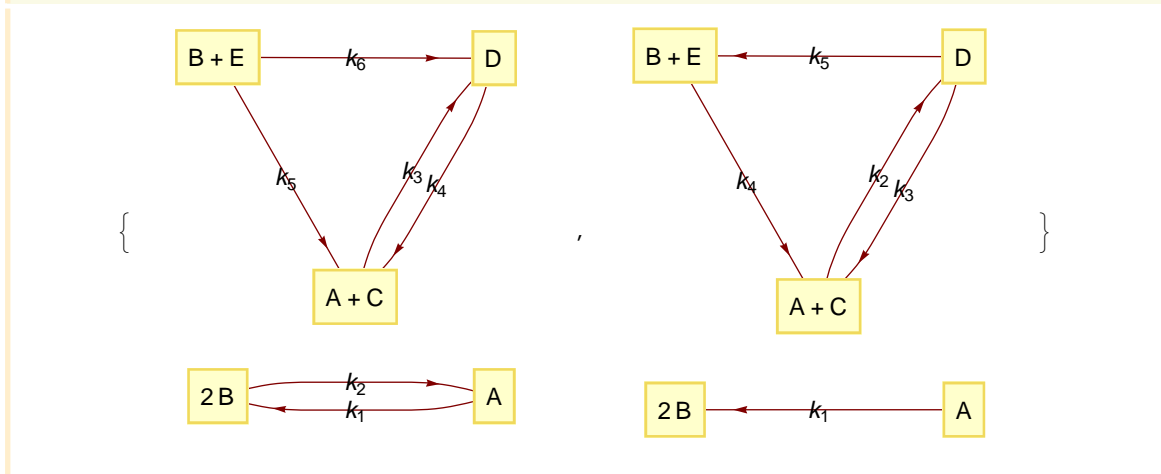 B + E k6 D
k5 k3 k4
A + C
2 B k2 A
k1
{ , }
B + E k5 D
k4 k2 k3
A + C
2 B k1 A